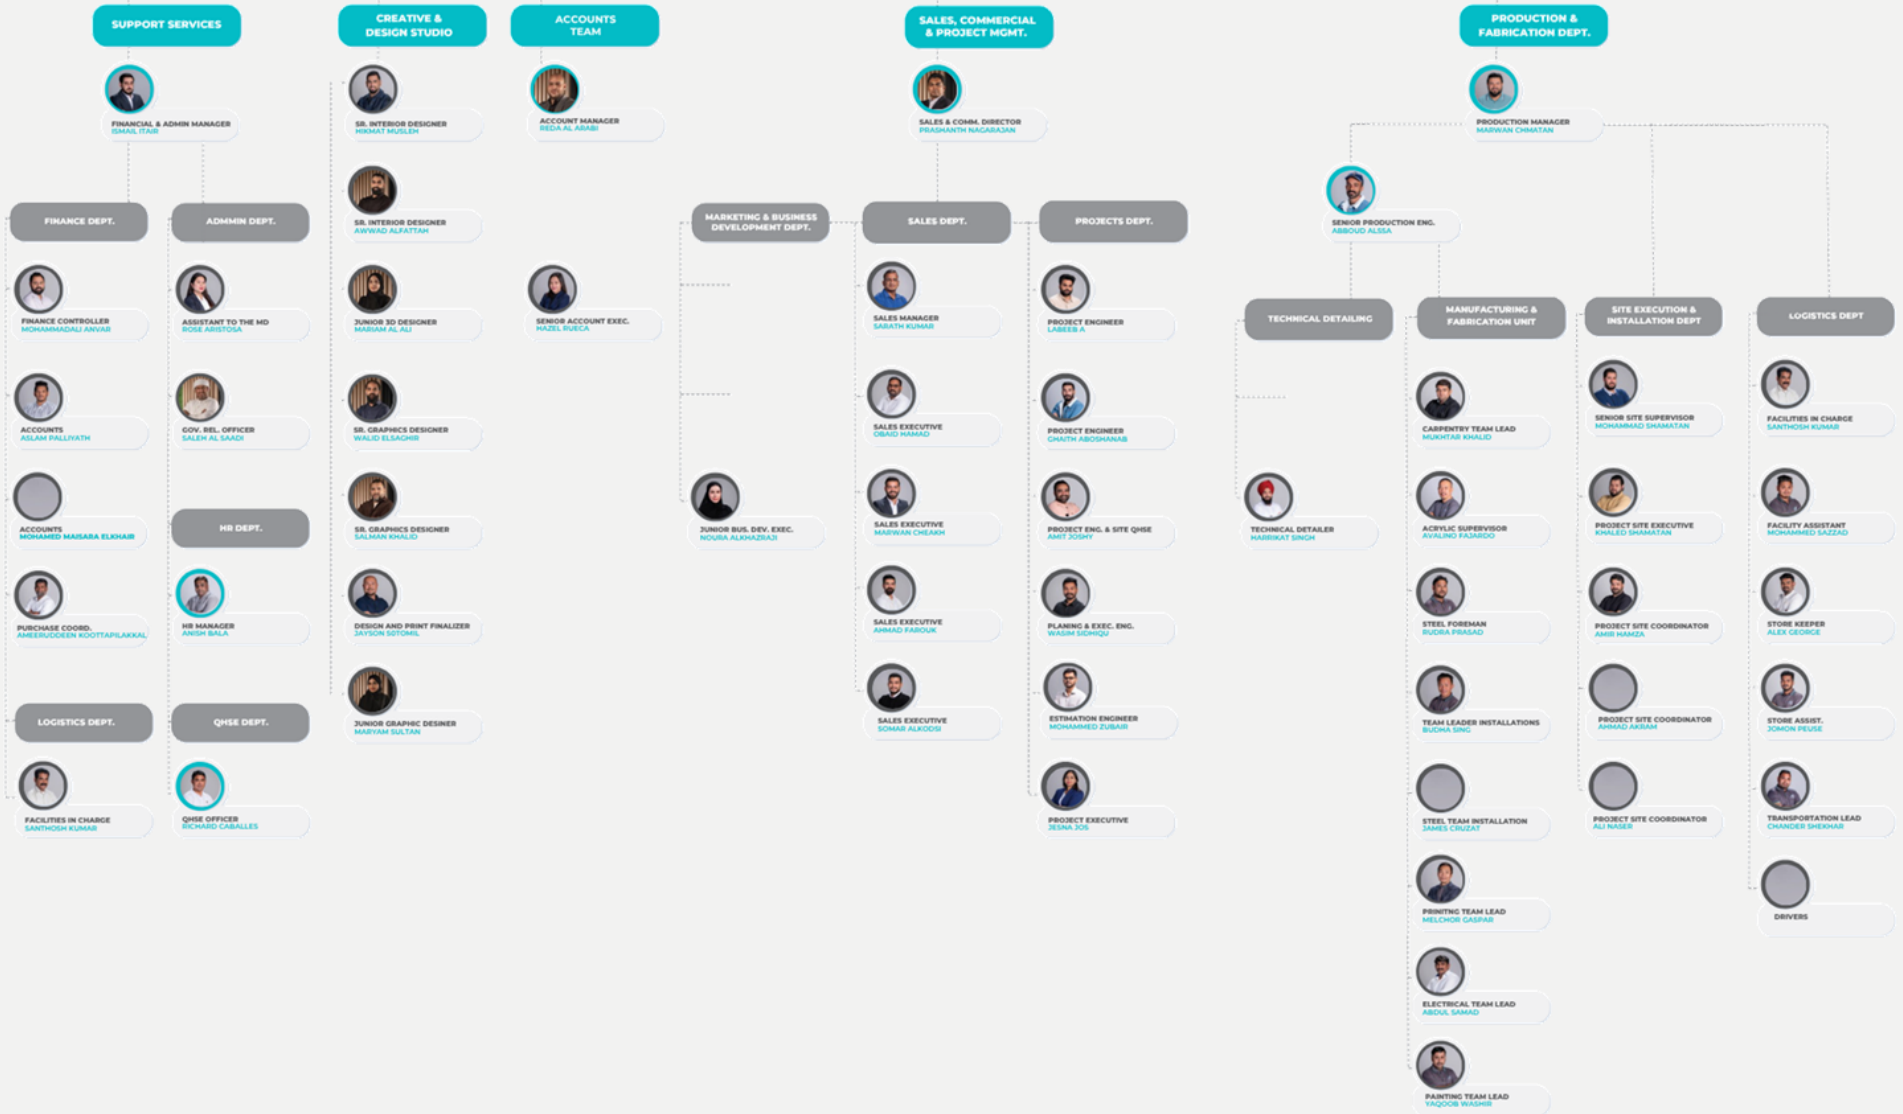 SUPPORT SERVICES
FINANCIAL & ADMIN MANAGER
ISMAIL ITAIR
FINANCE DEPT.
FINANCE CONTROLLER
MOHAMMADALI ANVAR
ACCOUNTS
ASLAM PALLIYATH
ACCOUNTS
MOHAMED MAISARA ELKHAIR
PURCHASE COORD.
AMEERUDDEEN KOOTTAPILAKKAL
LOGISTICS DEPT.
FACILITIES IN CHARGE
SANTHOSH KUMAR
ADMMIN DEPT.
ASSISTANT TO THE MD
ROSE ARISTOSA
GOV. REL. OFFICER
SALEH AL SAADI
HR DEPT.
HR MANAGER
ANISH BALA
QHSE DEPT.
QHSE OFFICER
RICHARD CABALLES
CREATIVE &
DESIGN STUDIO
SR. INTERIOR DESIGNER
HIKMAT MUSLEH
SR. INTERIOR DESIGNER
AWWAD ALFATTAH
JUNIOR 3D DESIGNER
MARIAM AL ALI
SR. GRAPHICS DESIGNER
WALID ELSAGHIR
SR. GRAPHICS DESIGNER
SALMAN KHALID
DESIGN AND PRINT FINALIZER
JAYSON SOTOMIL
JUNIOR GRAPHIC DESINER
MARYAM SULTAN
ACCOUNTS
TEAM
ACCOUNT MANAGER
REDA AL ARABI
SENIOR ACCOUNT EXEC.
HAZEL RUECA
SALES, COMMERCIAL
& PROJECT MGMT.
SALES & COMM. DIRECTOR
PRASHANTH NAGARAJAN
MARKETING & BUSINESS
DEVELOPMENT DEPT.
JUNIOR BUS. DEV. EXEC.
NOURA ALKHAZRAJI
SALES DEPT.
SALES MANAGER
SARATH KUMAR
SALES EXECUTIVE
OBAID HAMAD
SALES EXECUTIVE
MARWAN CHEAKH
SALES EXECUTIVE
AHMAD FAROUK
SALES EXECUTIVE
SOMAR ALKODSI
PROJECTS DEPT.
PROJECT ENGINEER
LABEEB A
PROJECT ENGINEER
GHAITH ABOSHANAB
PROJECT ENG. & SITE QHSE
AMIT JOSHY
PLANING & EXEC. ENG.
WASIM SIDHIQU
ESTIMATION ENGINEER
MOHAMMED ZUBAIR
PROJECT EXECUTIVE
JESNA JOS
PRODUCTION &
FABRICATION DEPT.
PRODUCTION MANAGER
MARWAN CHMATAN
SENIOR PRODUCTION ENG.
ABBOUD ALSSA
TECHNICAL DETAILING
TECHNICAL DETAILER
HARRIKAT SINGH
MANUFACTURING &
FABRICATION UNIT
CARPENTRY TEAM LEAD
MUKHTAR KHALID
ACRYLIC SUPERVISOR
AVALINO FAJARDO
STEEL FOREMAN
RUDRA PRASAD
TEAM LEADER INSTALLATIONS
BUDHA SING
STEEL TEAM INSTALLATION
JAMES CRUZAT
PRINITNG TEAM LEAD
MELCHOR GASPAR
ELECTRICAL TEAM LEAD
ABDUL SAMAD
PAINTING TEAM LEAD
YAQOOB WASHIR
SITE EXECUTION &
INSTALLATION DEPT
SENIOR SITE SUPERVISOR
MOHAMMAD SHAMATAN
PROJECT SITE EXECUTIVE
KHALED SHAMATAN
PROJECT SITE COORDINATOR
AMIR HAMZA
PROJECT SITE COORDINATOR
AHMAD AKRAM
PROJECT SITE COORDINATOR
ALI NASER
LOGISTICS DEPT
FACILITIES IN CHARGE
SANTHOSH KUMAR
FACILITY ASSISTANT
MOHAMMED SAZZAD
STORE KEEPER
ALEX GEORGE
STORE ASSIST.
JOMON PEUSE
TRANSPORTATION LEAD
CHANDER SHEKHAR
DRIVERS